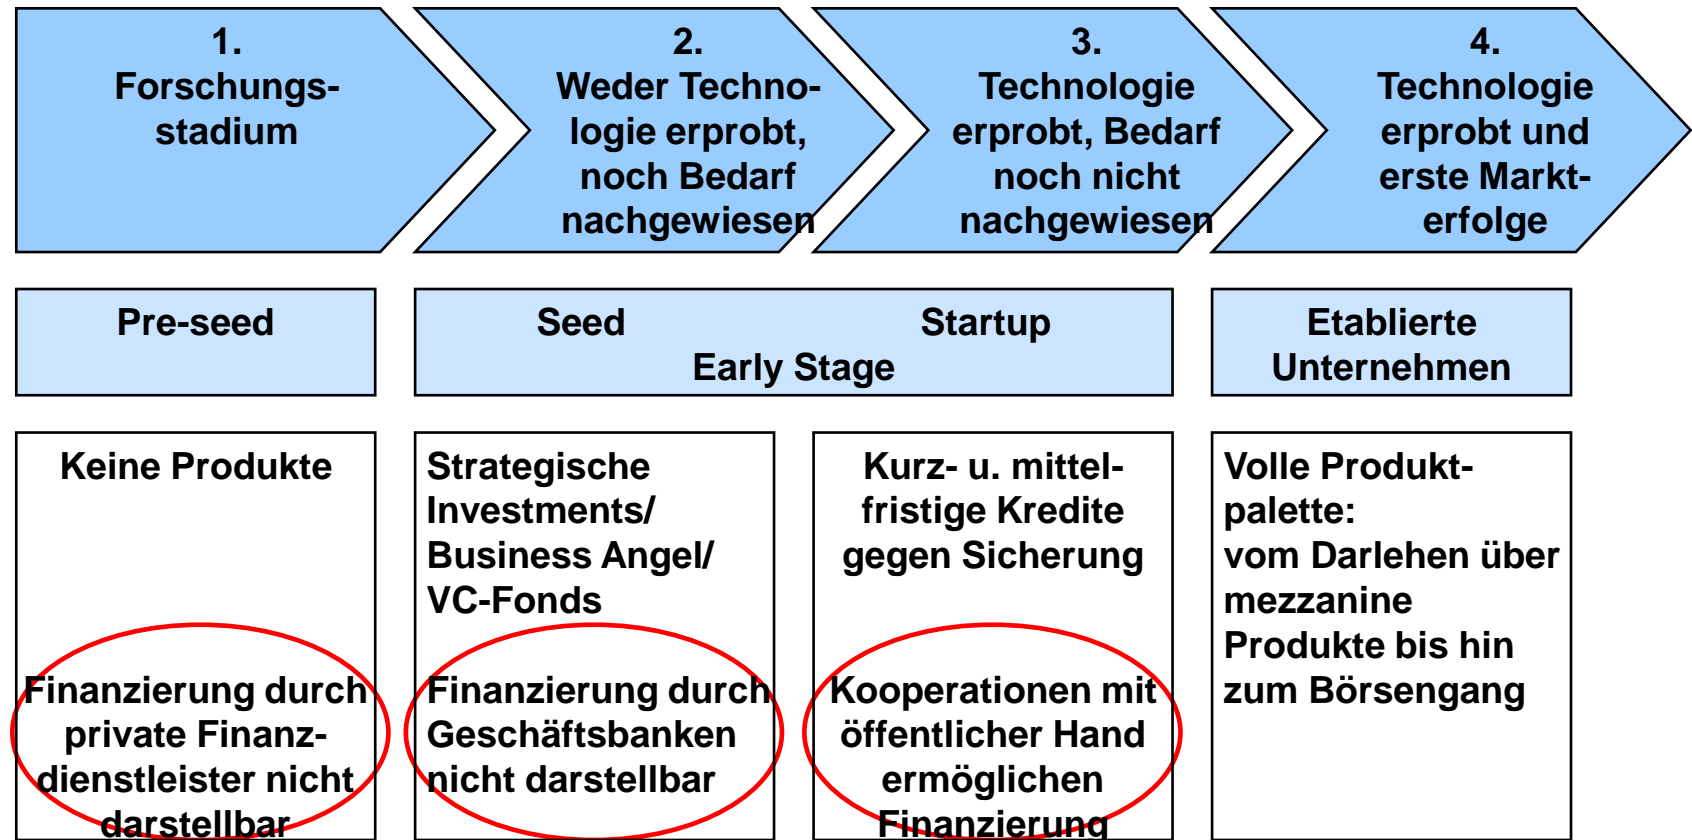 1.
Forschungs-
stadium
2.
Weder Techno-
logie erprobt,
noch Bedarf
nachgewiesen
3.
Technologie
erprobt, Bedarf
noch nicht
nachgewiesen
4.
Technologie
erprobt und
erste Markt-
erfolge
Pre-seed
Seed Startup
Early Stage
Etablierte
Unternehmen
Keine Produkte
Finanzierung durch
private Finanz-
dienstleister nicht
darstellbar
Strategische
Investments/
Business Angel/
VC-Fonds
Finanzierung durch
Geschäftsbanken
nicht darstellbar
Kurz- u. mittel-
fristige Kredite
gegen Sicherung
Kooperationen mit
öffentlicher Hand
ermöglichen
Finanzierung
Volle Produkt-
palette:
vom Darlehen über
mezzanine
Produkte bis hin
zum Börsengang